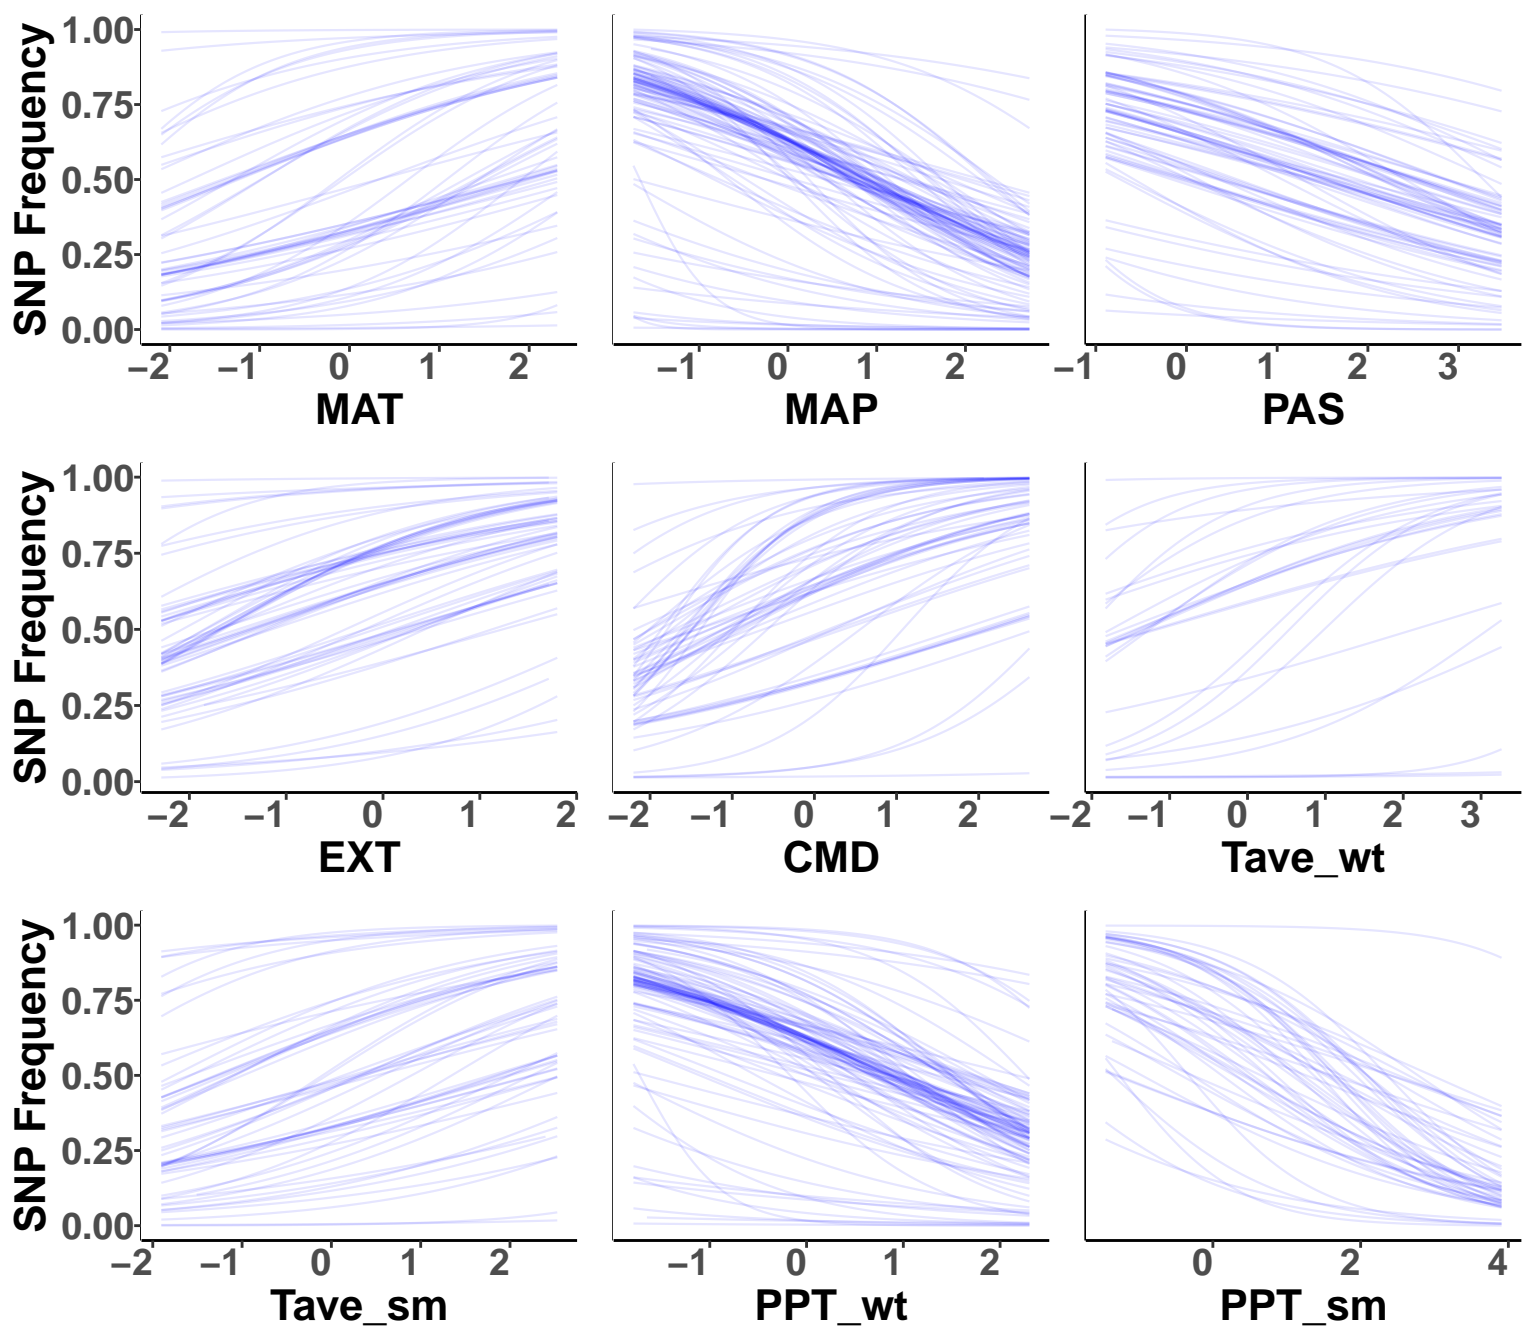 SNP Frequency
1.00
0.75
0.50
0.25
0.00
−2 −1 0 1 2
MAT
−1 0 1 2
MAP
−1 0 1 2 3
PAS
SNP Frequency
1.00
0.75
0.50
0.25
0.00
−2 −1 0 1 2
EXT
−2 −1 0 1 2
CMD
−2 −1 0 1 2 3
Tave_wt
SNP Frequency
1.00
0.75
0.50
0.25
0.00
−2 −1 0 1 2
Tave_sm
−1 0 1 2
PPT_wt
0 2 4
PPT_sm